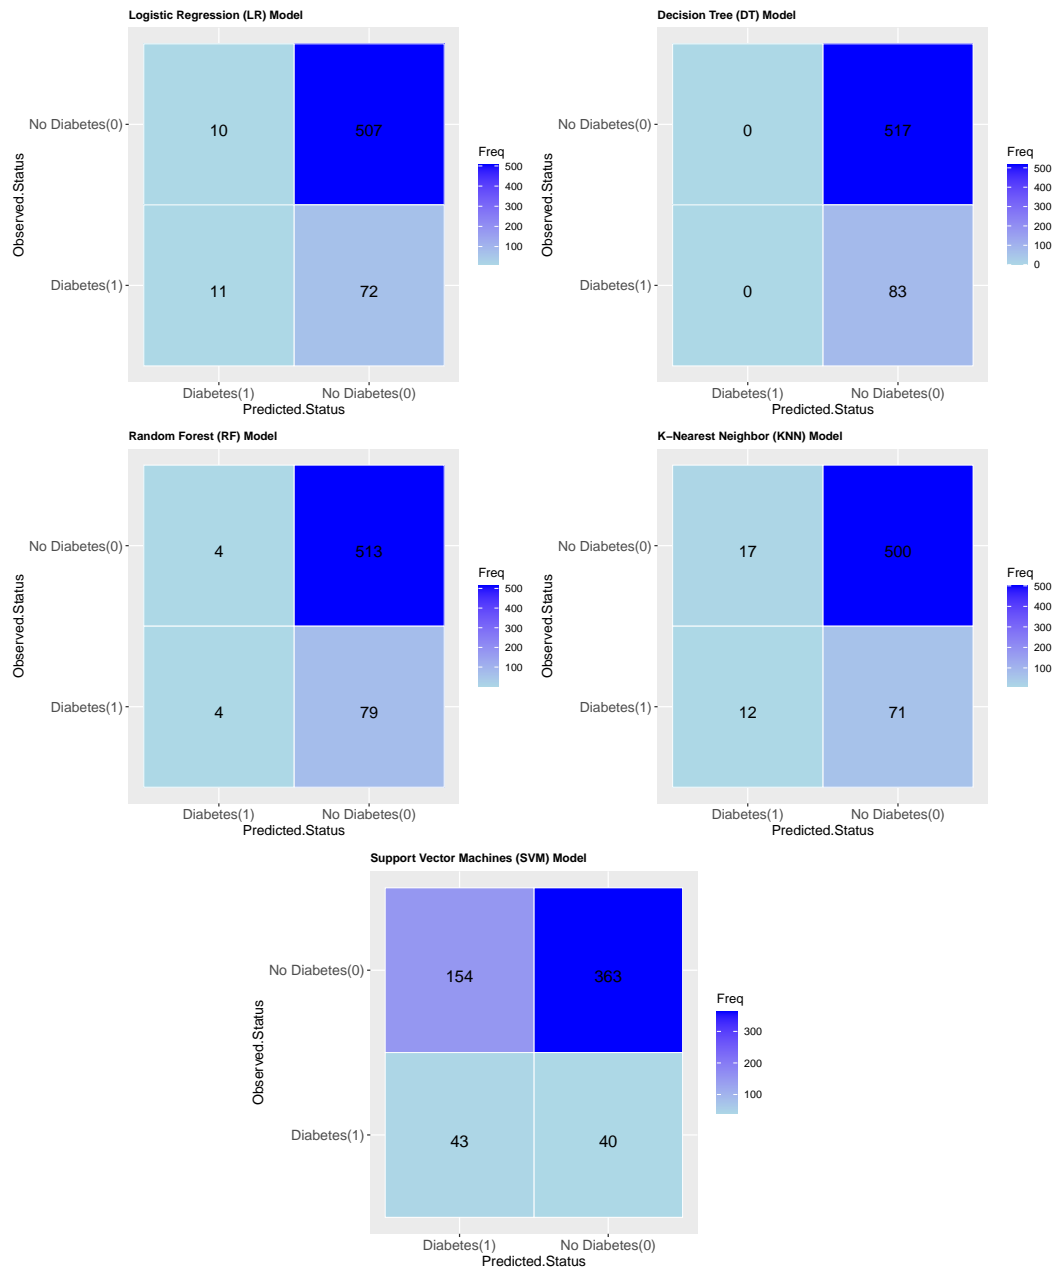 Logistic Regression (LR) Model
No Diabetes(0)
10
507
Diabetes(1)
11
72
Observed.Status
Diabetes(1)
No Diabetes(0)
Predicted.Status
Freq
500
400
300
200
100
Decision Tree (DT) Model
No Diabetes(0)
0
517
Diabetes(1)
0
83
Observed.Status
Diabetes(1)
No Diabetes(0)
Predicted.Status
Freq
500
400
300
200
100
0
Random Forest (RF) Model
No Diabetes(0)
4
513
Diabetes(1)
4
79
Observed.Status
Diabetes(1)
No Diabetes(0)
Predicted.Status
Freq
500
400
300
200
100
K−Nearest Neighbor (KNN) Model
No Diabetes(0)
17
500
Diabetes(1)
12
71
Observed.Status
Diabetes(1)
No Diabetes(0)
Predicted.Status
Freq
500
400
300
200
100
Support Vector Machines (SVM) Model
No Diabetes(0)
154
363
Diabetes(1)
43
40
Observed.Status
Diabetes(1)
No Diabetes(0)
Predicted.Status
Freq
300
200
100